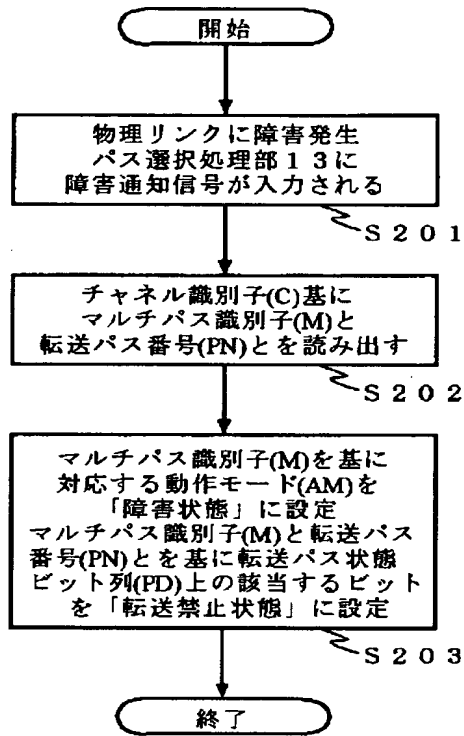 開始
物理リンクに障害発生
パス選択処理部１３に
障害通知信号が入力される
Ｓ２０１
チャネル識別子(C)基に
マルチパス識別子(M)と
転送パス番号(PN)とを読み出す
Ｓ２０２
マルチパス識別子(M)を基に
対応する動作モード(AM)を
「障害状態」に設定
マルチパス識別子(M)と転送パス
番号(PN)とを基に転送パス状態
ビット列(PD)上の該当するビット
を「転送禁止状態」に設定
Ｓ２０３
終了